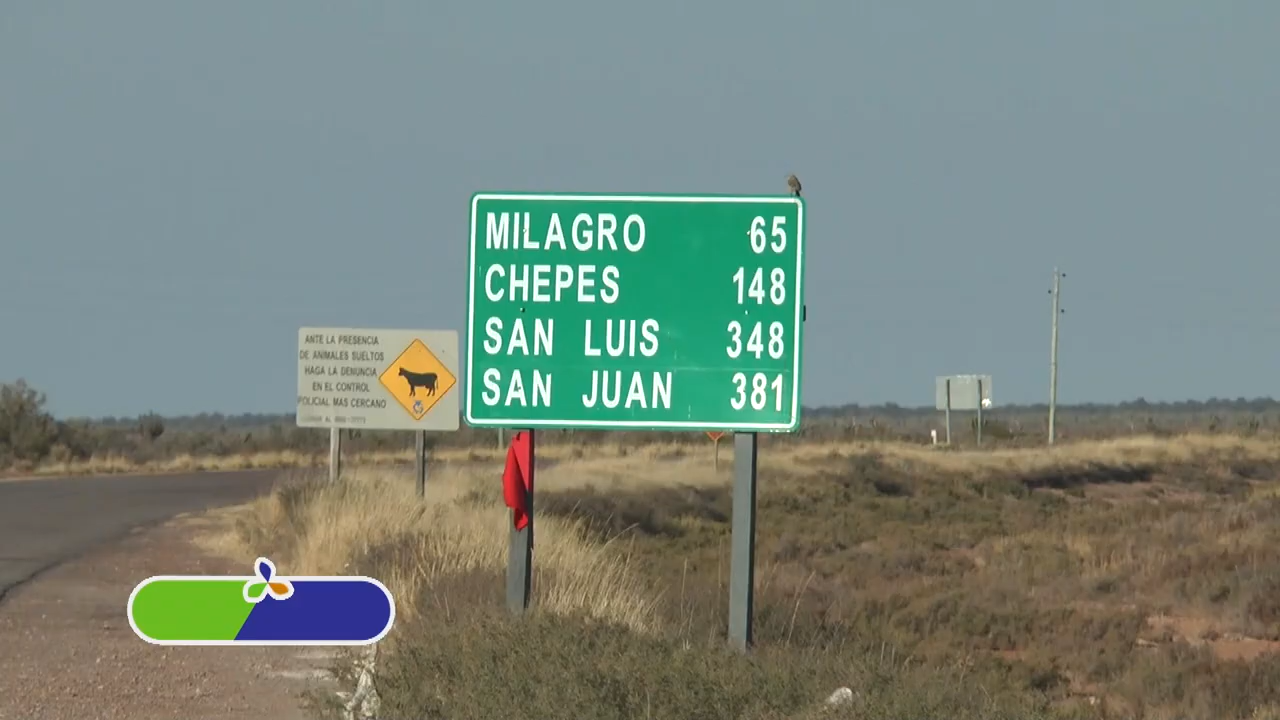 MILAGRO 65
CHEPES 148
SAN LUIS 348
SAN JUAN 381
ANTE LA PRESENCIA
DE ANIMALES SUELTOS
HAGA LA DENUNCIA
EN EL CONTROL
POLICIAL MAS CERCANO